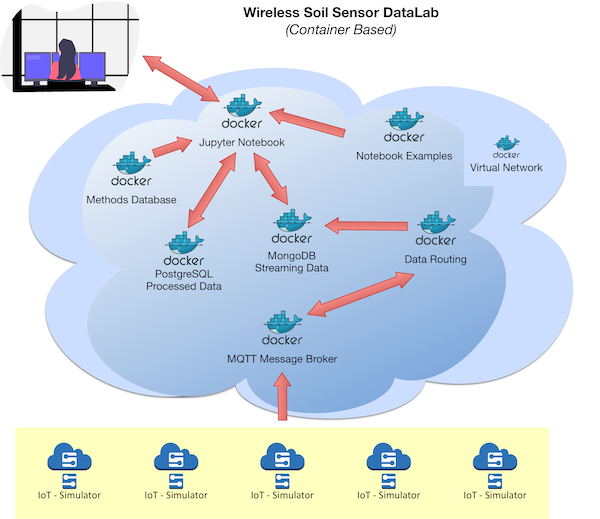 Wireless Soil Sensor DataLab
(Container Based)
docker
Jupyter Notebook
docker
Notebook Examples
docker
Virtual Network
docker
Methods Database
docker
PostgreSQL
Processed Data
docker
MongoDB
Streaming Data
docker
Data Routing
docker
MQTT Message Broker
IoT - Simulator
IoT - Simulator
IoT - Simulator
IoT - Simulator
IoT - Simulator